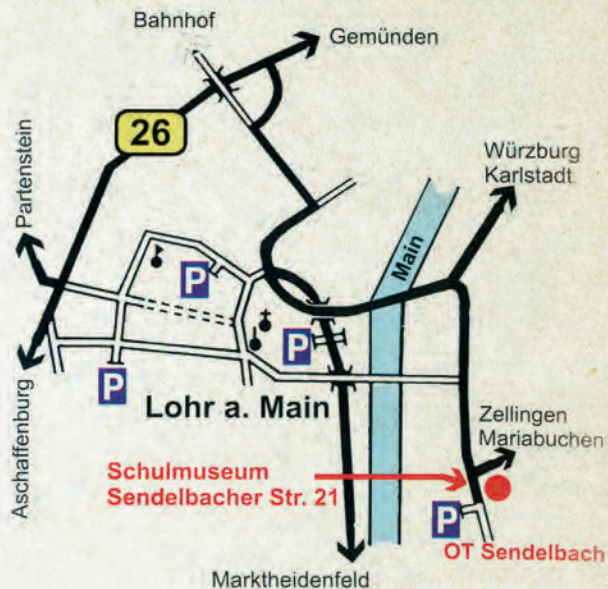 Bahnhof
Gemünden
26
Partenstein
Würzburg
Karlstadt
Main
P
P
P
Lohr a. Main
Aschaffenburg
Zellingen
Mariabuchen
Schulmuseum
Sendelbacher Str. 21
P
OT Sendelbach
Marktheidenfeld